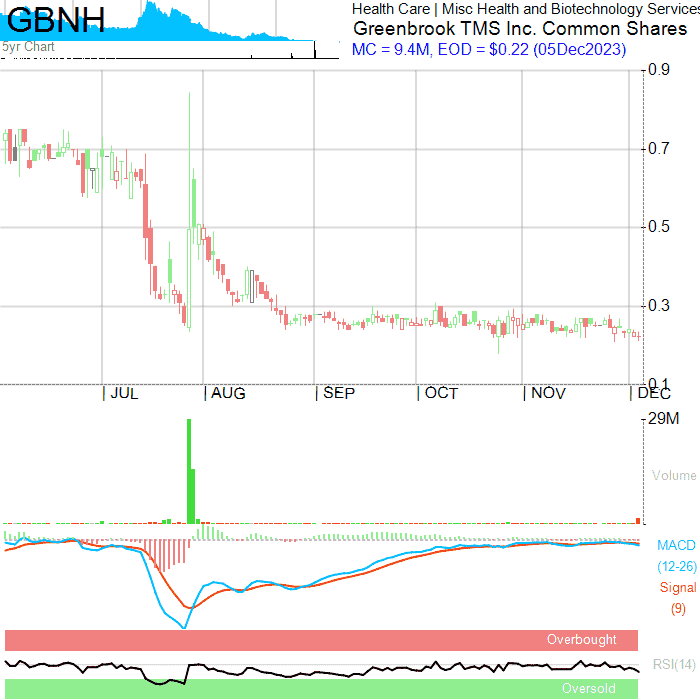 GBNH
5yr Chart
Health Care | Misc Health and Biotechnology Services
Greenbrook TMS Inc. Common Shares
MC = 9.4M, EOD = $0.22 (05Dec2023)
0.9
0.7
0.5
0.3
0.1
| JUL | AUG | SEP | OCT | NOV | DEC
29M
Volume
MACD
(12-26)
Signal
(9)
Overbought
RSI(14)
Oversold